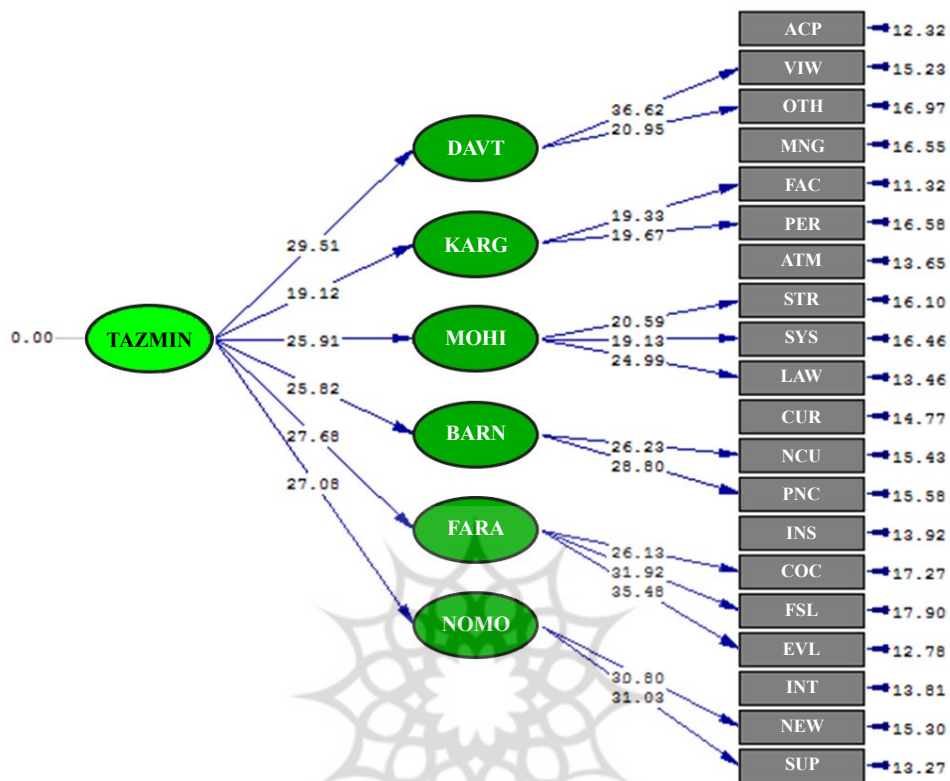 ACP 12.32
VIW 15.23
36.62
OTH 16.97
20.95
DAVT
MNG 16.55
FAC 11.32
19.33
PER 16.58
19.67
KARG
29.51
ATM 13.65
19.12
STR 16.10
20.59
0.00 TAZMIN 25.91 MOHI 19.13 SYS 16.46
24.99
LAW 13.46
25.82
CUR 14.77
BARN
27.68
26.23
NCU 15.43
28.80
27.08
PNC 15.58
FARA
INS 13.92
26.13
COC 17.27
31.92
35.48
FSL 17.90
NOMO
EVL 12.78
30.80
INT 13.81
31.03
NEW 15.30
SUP 13.27